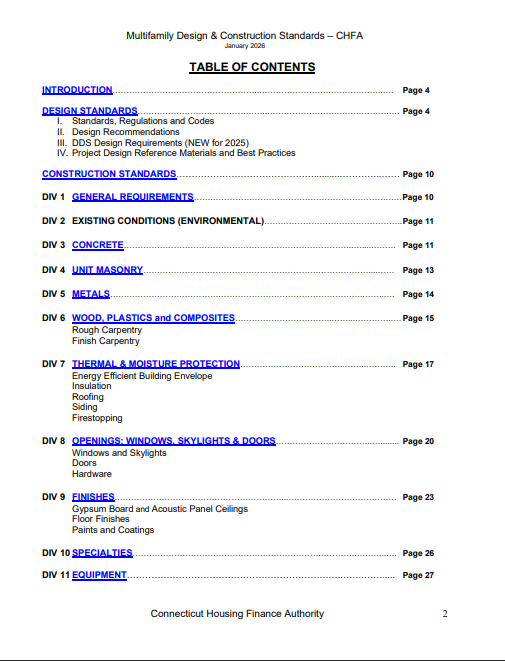 Multifamily Design & Construction Standards – CHFA
January 2026
TABLE OF CONTENTS
INTRODUCTION Page 4
DESIGN STANDARDS Page 4
I. Standards, Regulations and Codes
II. Design Recommendations
III. DDS Design Requirements (NEW for 2025)
IV. Project Design Reference Materials and Best Practices
CONSTRUCTION STANDARDS Page 10
DIV 1 GENERAL REQUIREMENTS Page 10
DIV 2 EXISTING CONDITIONS (ENVIRONMENTAL) Page 11
DIV 3 CONCRETE Page 11
DIV 4 UNIT MASONRY Page 13
DIV 5 METALS Page 14
DIV 6 WOOD, PLASTICS and COMPOSITES Page 15
Rough Carpentry
Finish Carpentry
DIV 7 THERMAL & MOISTURE PROTECTION Page 17
Energy Efficient Building Envelope
Insulation
Roofing
Siding
Firestopping
DIV 8 OPENINGS: WINDOWS, SKYLIGHTS & DOORS Page 20
Windows and Skylights
Doors
Hardware
DIV 9 FINISHES Page 23
Gypsum Board and Acoustic Panel Ceilings
Floor Finishes
Paints and Coatings
DIV 10 SPECIALTIES Page 26
DIV 11 EQUIPMENT Page 27
Connecticut Housing Finance Authority 2